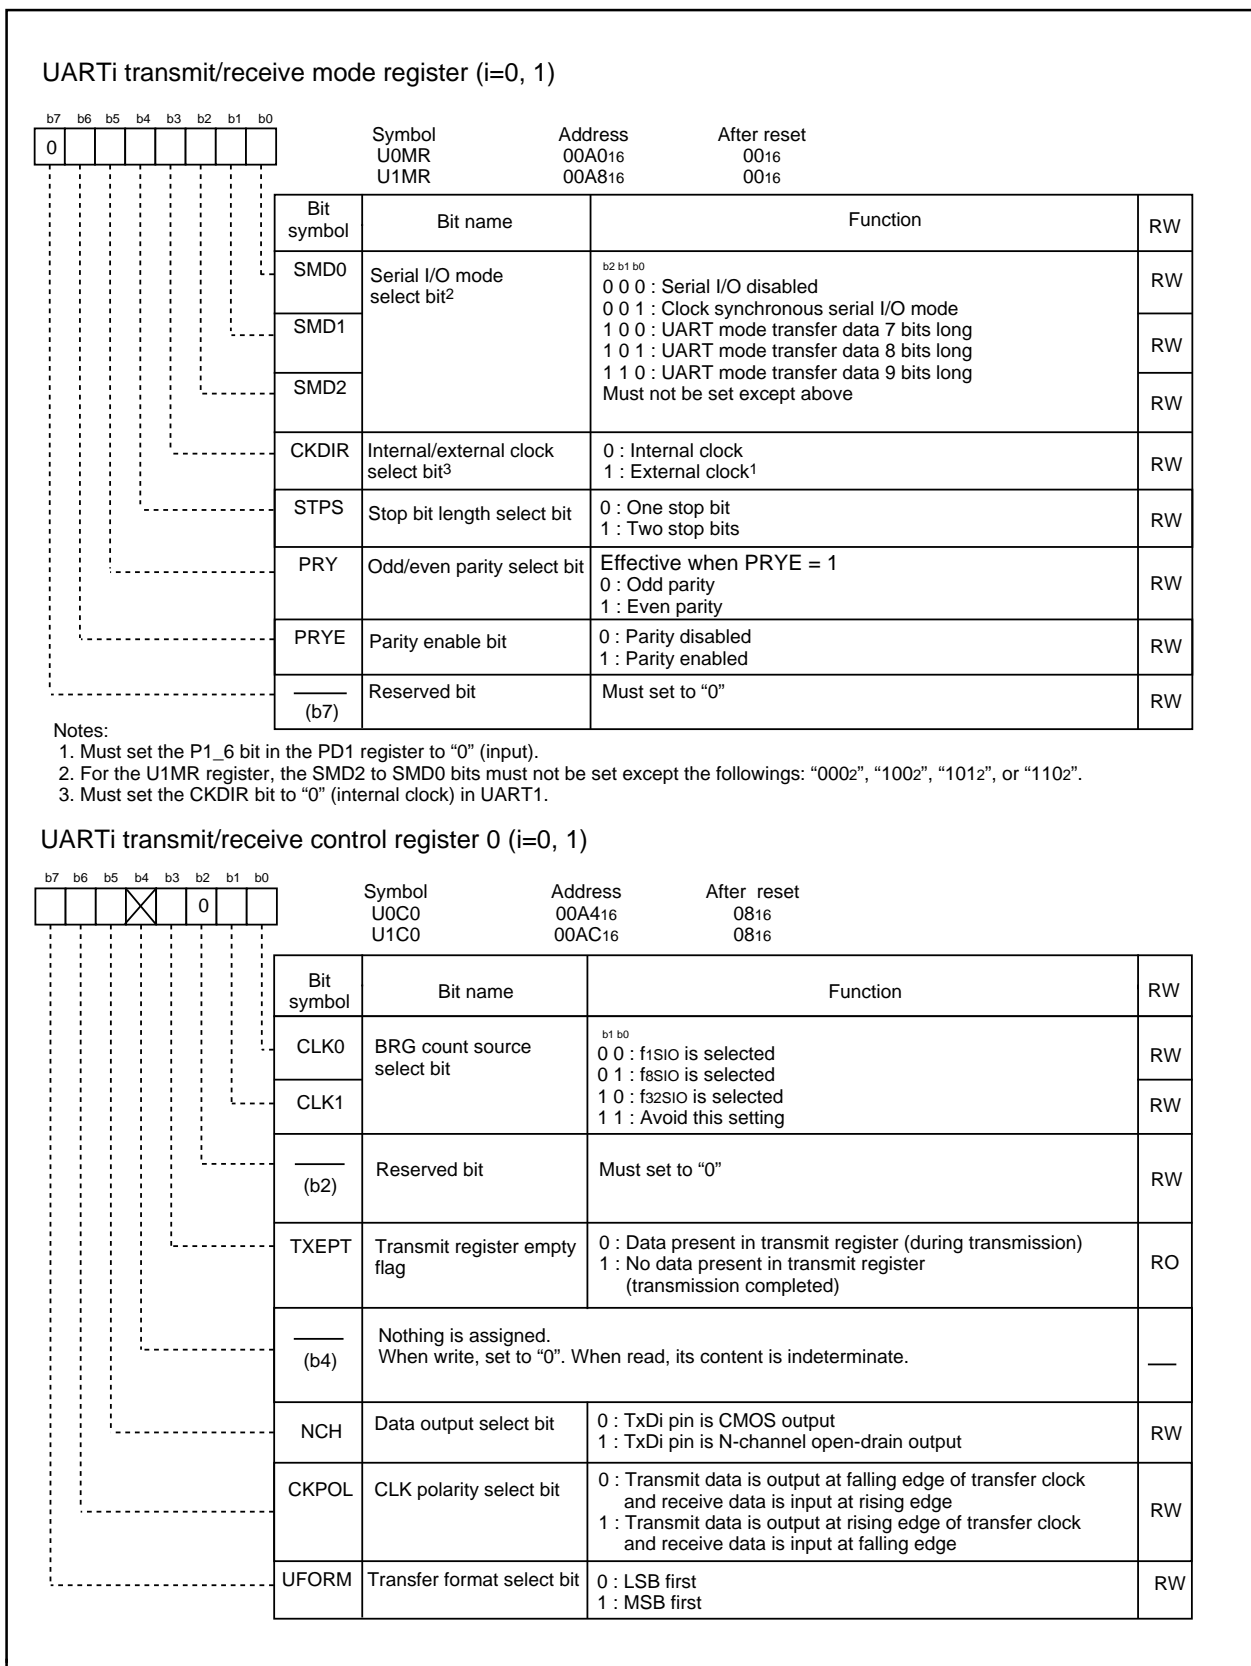 UARTi transmit/receive mode register (i=0, 1)
b7 b6 b5 b4 b3 b2 b1 b0
0
Symbol Address After reset
U0MR 00A016 0016
U1MR 00A816 0016
Bit symbol Bit name Function RW
SMD0 Serial I/O mode select bit2 RW
b2 b1 b0
0 0 0 : Serial I/O disabled
0 0 1 : Clock synchronous serial I/O mode
SMD1 RW
1 0 0 : UART mode transfer data 7 bits long
1 0 1 : UART mode transfer data 8 bits long
1 1 0 : UART mode transfer data 9 bits long
SMD2 RW
Must not be set except above
CKDIR Internal/external clock select bit3 RW
0 : Internal clock
1 : External clock1
STPS Stop bit length select bit RW
0 : One stop bit
1 : Two stop bits
PRY Odd/even parity select bit RW
Effective when PRYE = 1
0 : Odd parity
1 : Even parity
PRYE Parity enable bit RW
0 : Parity disabled
1 : Parity enabled
(b7) Reserved bit Must set to “0” RW
Notes:
1. Must set the P1_6 bit in the PD1 register to “0” (input).
2. For the U1MR register, the SMD2 to SMD0 bits must not be set except the followings: “0002”, “1002”, “1012”, or “1102”.
3. Must set the CKDIR bit to “0” (internal clock) in UART1.
UARTi transmit/receive control register 0 (i=0, 1)
b7 b6 b5 b4 b3 b2 b1 b0
0
Symbol Address After reset
U0C0 00A416 0816
U1C0 00AC16 0816
Bit symbol Bit name Function RW
CLK0 BRG count source select bit RW
b1 b0
0 0 : f1SIO is selected
0 1 : f8SIO is selected
CLK1 RW
1 0 : f32SIO is selected
1 1 : Avoid this setting
(b2) Reserved bit Must set to “0” RW
TXEPT Transmit register empty flag RO
0 : Data present in transmit register (during transmission)
1 : No data present in transmit register
(transmission completed)
(b4) Nothing is assigned.
When write, set to “0”. When read, its content is indeterminate.
NCH Data output select bit RW
0 : TxDi pin is CMOS output
1 : TxDi pin is N-channel open-drain output
CKPOL CLK polarity select bit RW
0 : Transmit data is output at falling edge of transfer clock
and receive data is input at rising edge
1 : Transmit data is output at rising edge of transfer clock
and receive data is input at falling edge
UFORM Transfer format select bit RW
0 : LSB first
1 : MSB first